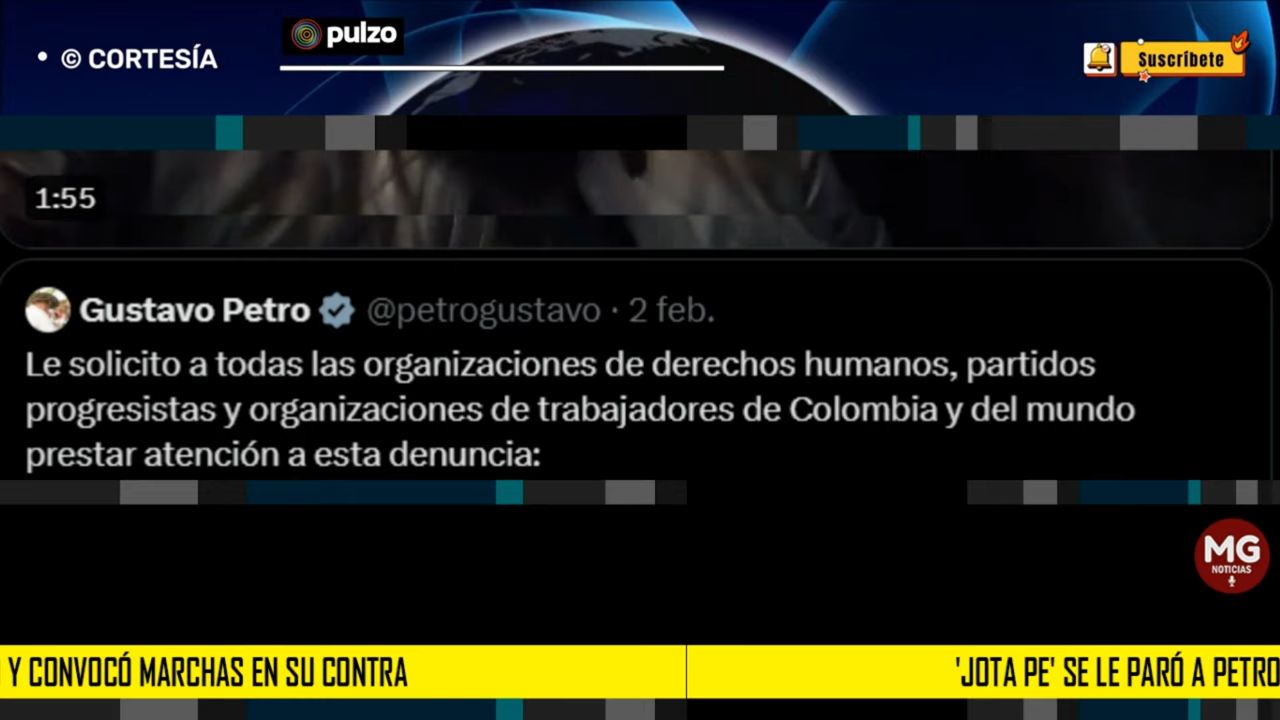 • © CORTESÍA
pulzo
Suscríbete
1:55
Gustavo Petro @petrogustavo · 2 feb.
Le solicito a todas las organizaciones de derechos humanos, partidos
progresistas y organizaciones de trabajadores de Colombia y del mundo
prestar atención a esta denuncia:
MG
NOTICIAS
Y CONVOCÓ MARCHAS EN SU CONTRA
'JOTA PE' SE LE PARÓ A PETRO